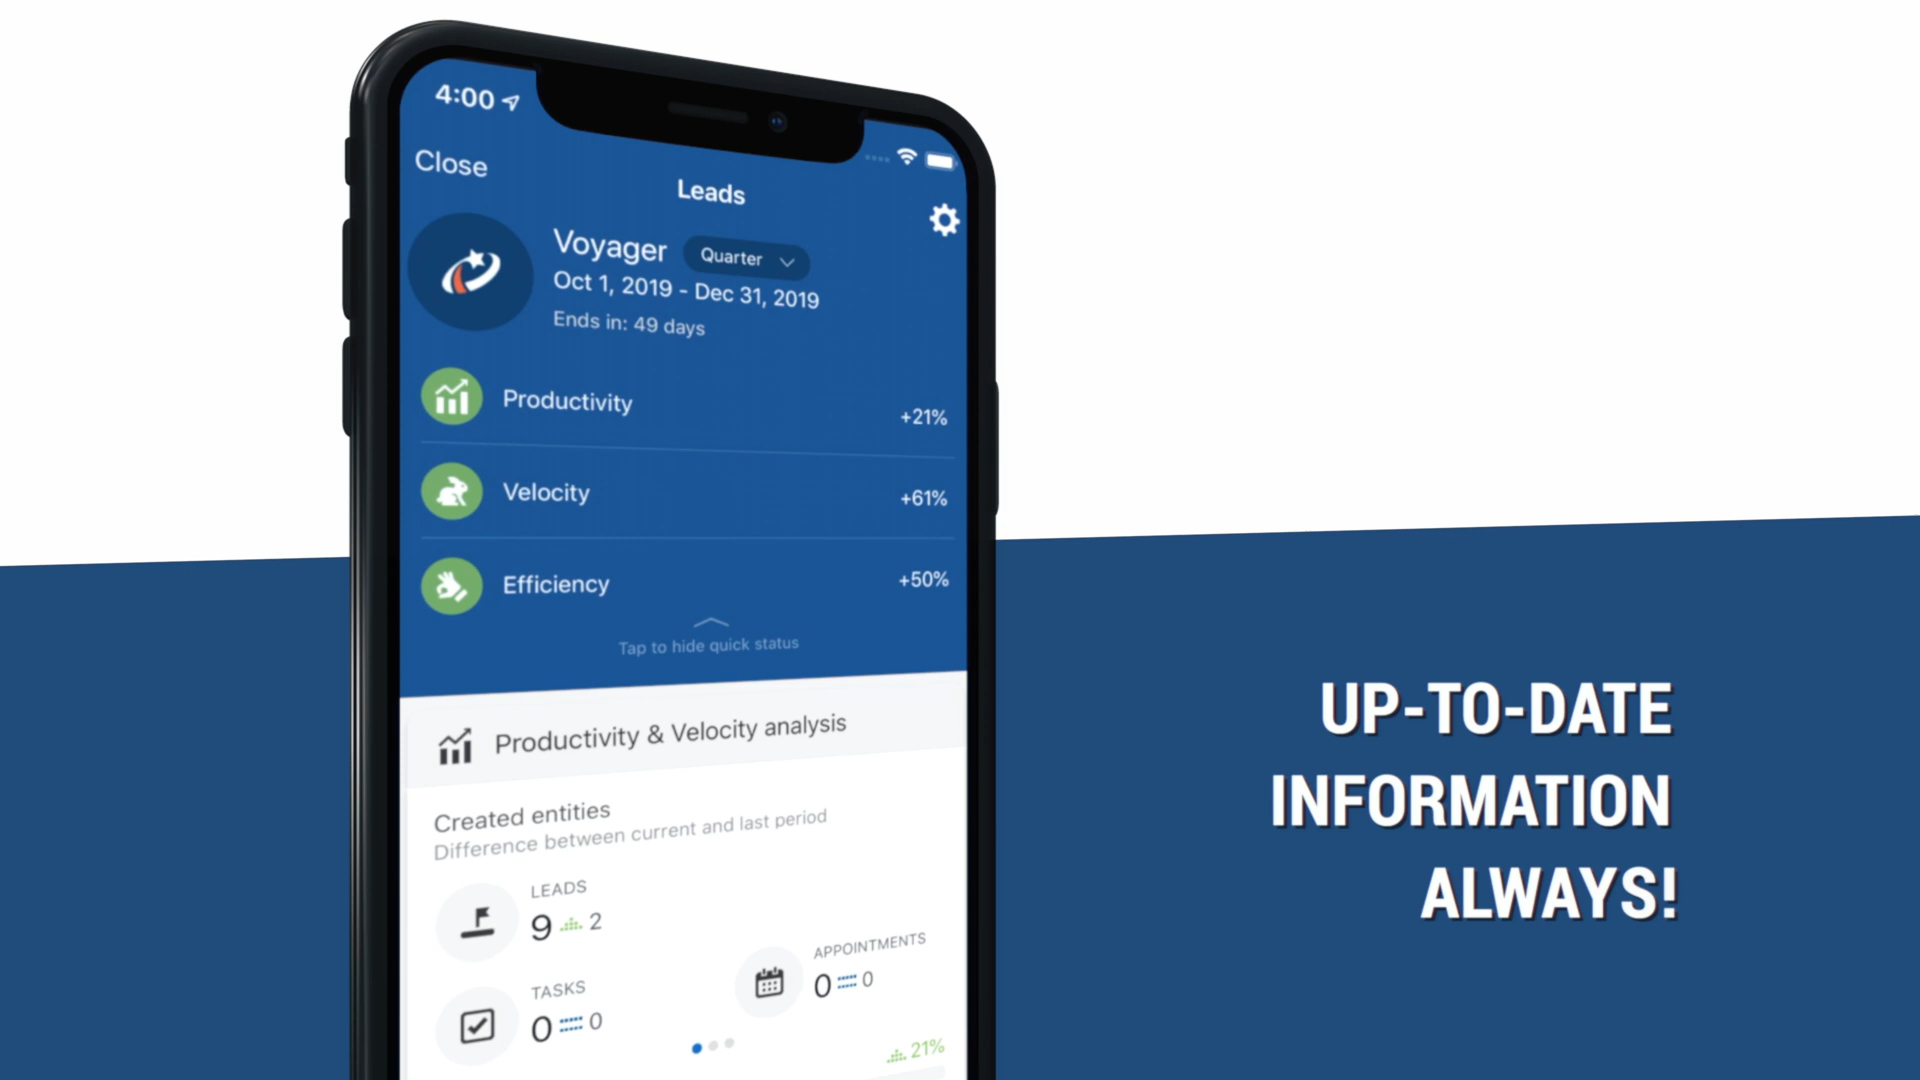 4:00
Close
Leads
Voyager
Quarter
Oct 1, 2019 - Dec 31, 2019
Ends in: 49 days
Productivity
+21%
Velocity
+61%
Efficiency
+50%
Tap to hide quick status
Productivity & Velocity analysis
Created entities
Difference between current and last period
LEADS
9 2
APPOINTMENTS
0 0
TASKS
0 0
21%
UP-TO-DATE
INFORMATION
ALWAYS!